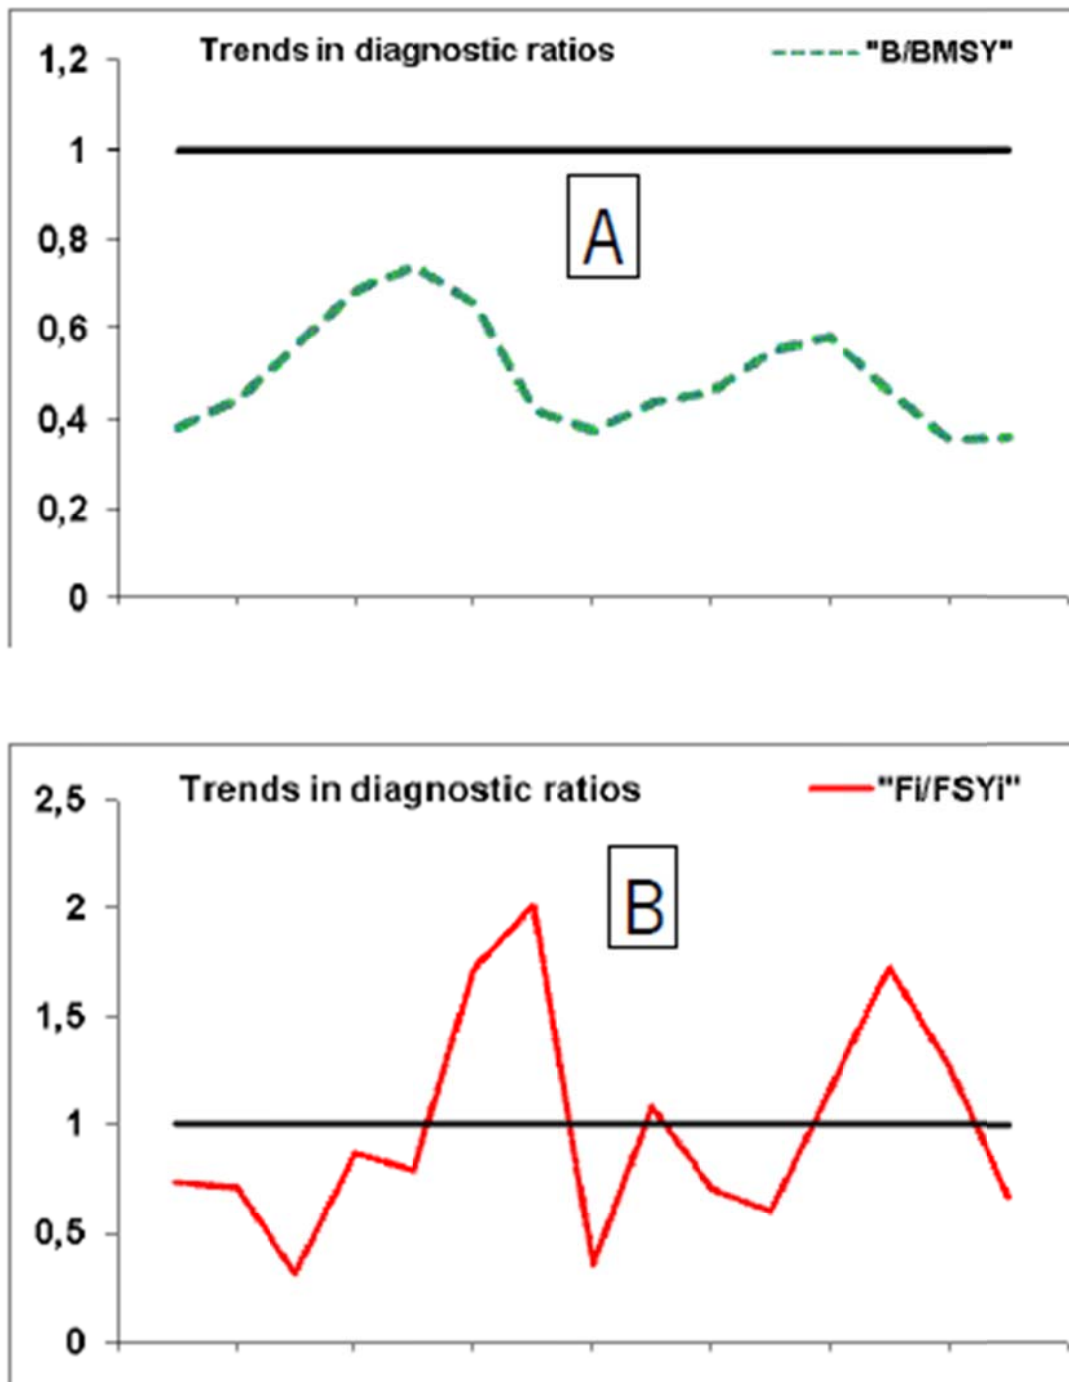 Trends in diagnostic ratios
"B/BMSY"
1,2
1
0,8
0,6
0,4
0,2
0
A
Trends in diagnostic ratios
"Fi/FSYi"
2,5
2
1,5
1
0,5
0
B